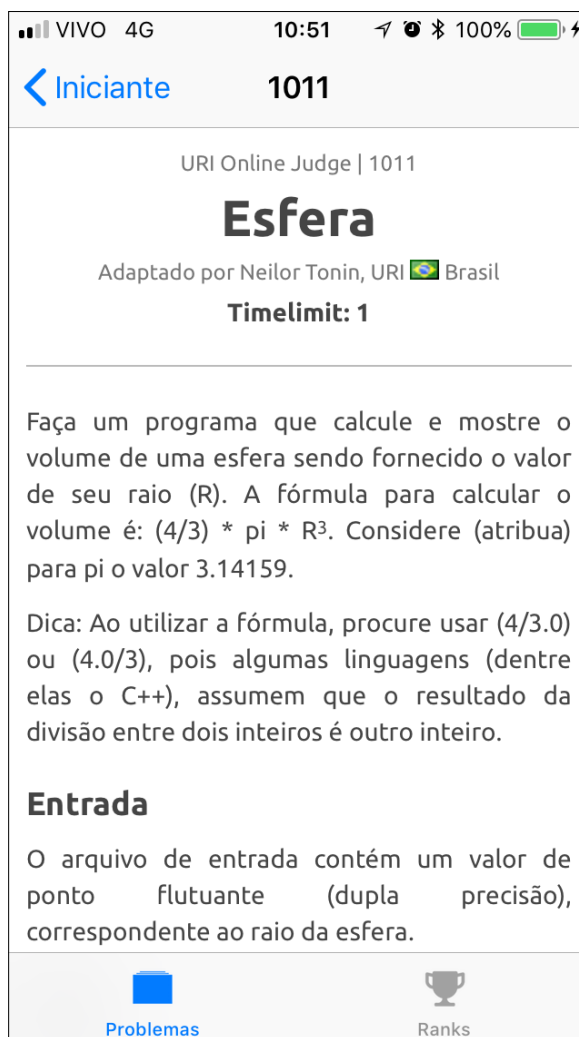 VIVO 4G 10:51 100%
Iniciante 1011
URI Online Judge | 1011
Esfera
Adaptado por Neilor Tonin, URI Brasil
Timelimit: 1
Faça um programa que calcule e mostre o
volume de uma esfera sendo fornecido o valor
de seu raio (R). A fórmula para calcular o
volume é: (4/3) * pi * R³. Considere (atribua)
para pi o valor 3.14159.
Dica: Ao utilizar a fórmula, procure usar (4/3.0)
ou (4.0/3), pois algumas linguagens (dentre
elas o C++), assumem que o resultado da
divisão entre dois inteiros é outro inteiro.
Entrada
O arquivo de entrada contém um valor de
ponto flutuante (dupla precisão),
correspondente ao raio da esfera.
Problemas Ranks